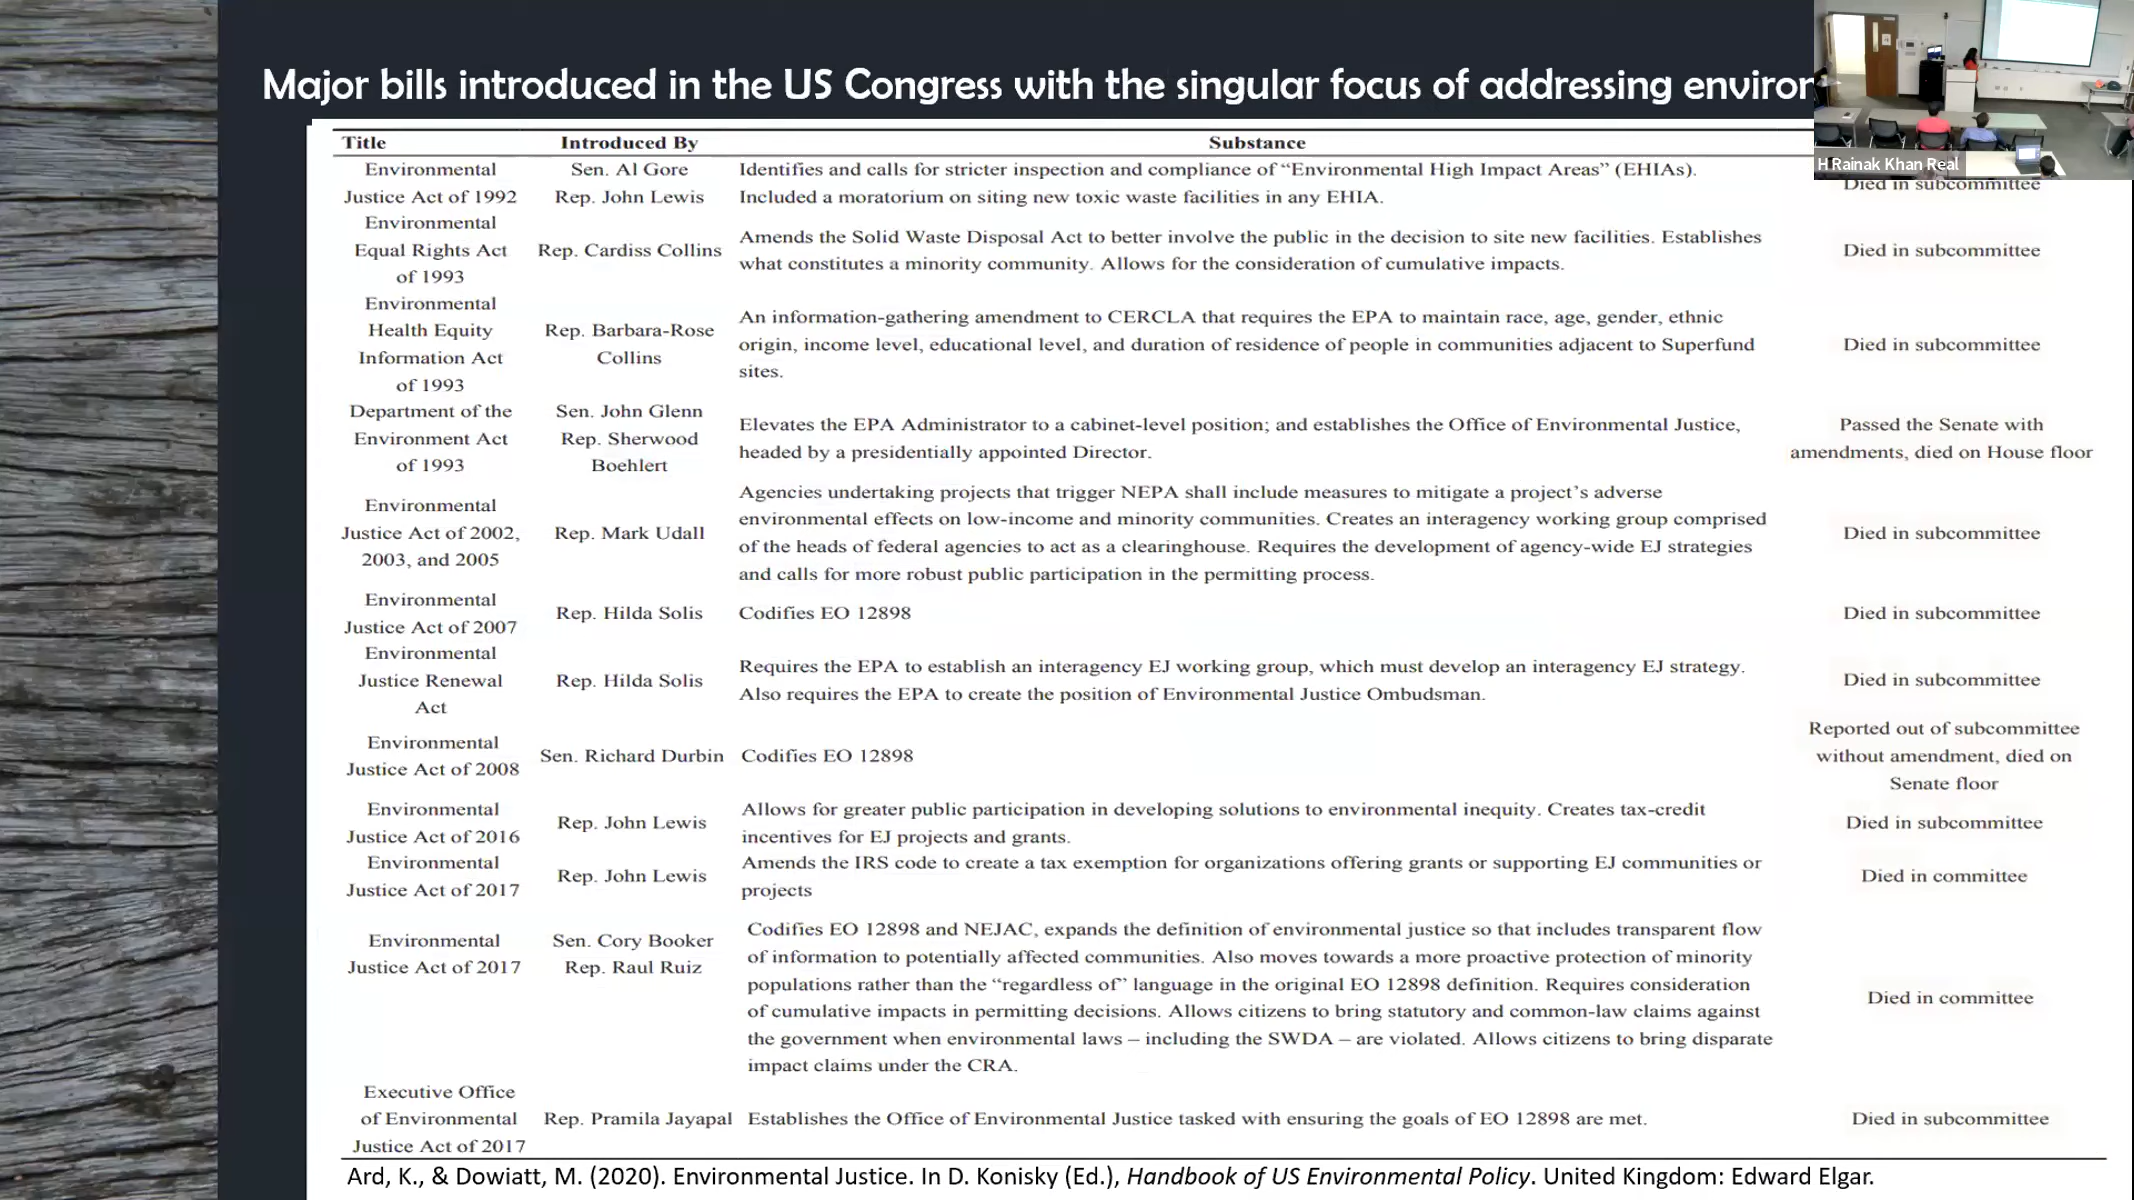 Major bills introduced in the US Congress with the singular focus of addressing environ
H Rainak Khan Real
Title Introduced By Substance
Environmental Justice Act of 1992
Sen. Al Gore
Rep. John Lewis
Identifies and calls for stricter inspection and compliance of “Environmental High Impact Areas” (EHIAs).
Included a moratorium on siting new toxic waste facilities in any EHIA.
Died in subcommittee
Environmental
Equal Rights Act
of 1993
Rep. Cardiss Collins
Amends the Solid Waste Disposal Act to better involve the public in the decision to site new facilities. Establishes
what constitutes a minority community. Allows for the consideration of cumulative impacts.
Died in subcommittee
Environmental
Health Equity
Information Act
of 1993
Rep. Barbara-Rose
Collins
An information-gathering amendment to CERCLA that requires the EPA to maintain race, age, gender, ethnic
origin, income level, educational level, and duration of residence of people in communities adjacent to Superfund
sites.
Died in subcommittee
Department of the
Environment Act
of 1993
Sen. John Glenn
Rep. Sherwood
Boehlert
Elevates the EPA Administrator to a cabinet-level position; and establishes the Office of Environmental Justice,
headed by a presidentially appointed Director.
Passed the Senate with
amendments, died on House floor
Environmental
Justice Act of 2002,
2003, and 2005
Rep. Mark Udall
Agencies undertaking projects that trigger NEPA shall include measures to mitigate a project’s adverse
environmental effects on low-income and minority communities. Creates an interagency working group comprised
of the heads of federal agencies to act as a clearinghouse. Requires the development of agency-wide EJ strategies
and calls for more robust public participation in the permitting process.
Died in subcommittee
Environmental
Justice Act of 2007
Rep. Hilda Solis
Codifies EO 12898
Died in subcommittee
Environmental
Justice Renewal
Act
Rep. Hilda Solis
Requires the EPA to establish an interagency EJ working group, which must develop an interagency EJ strategy.
Also requires the EPA to create the position of Environmental Justice Ombudsman.
Died in subcommittee
Environmental
Justice Act of 2008
Sen. Richard Durbin
Codifies EO 12898
Reported out of subcommittee
without amendment, died on
Senate floor
Environmental
Justice Act of 2016
Rep. John Lewis
Allows for greater public participation in developing solutions to environmental inequity. Creates tax-credit
incentives for EJ projects and grants.
Died in subcommittee
Environmental
Justice Act of 2017
Rep. John Lewis
Amends the IRS code to create a tax exemption for organizations offering grants or supporting EJ communities or
projects
Died in committee
Environmental
Justice Act of 2017
Sen. Cory Booker
Rep. Raul Ruiz
Codifies EO 12898 and NEJAC, expands the definition of environmental justice so that includes transparent flow
of information to potentially affected communities. Also moves towards a more proactive protection of minority
populations rather than the “regardless of” language in the original EO 12898 definition. Requires consideration
of cumulative impacts in permitting decisions. Allows citizens to bring statutory and common-law claims against
the government when environmental laws – including the SWDA – are violated. Allows citizens to bring disparate
impact claims under the CRA.
Died in committee
Executive Office
of Environmental
Justice Act of 2017
Rep. Pramila Jayapal
Establishes the Office of Environmental Justice tasked with ensuring the goals of EO 12898 are met.
Died in subcommittee
Ard, K., & Dowiatt, M. (2020). Environmental Justice. In D. Konisky (Ed.), Handbook of US Environmental Policy. United Kingdom: Edward Elgar.